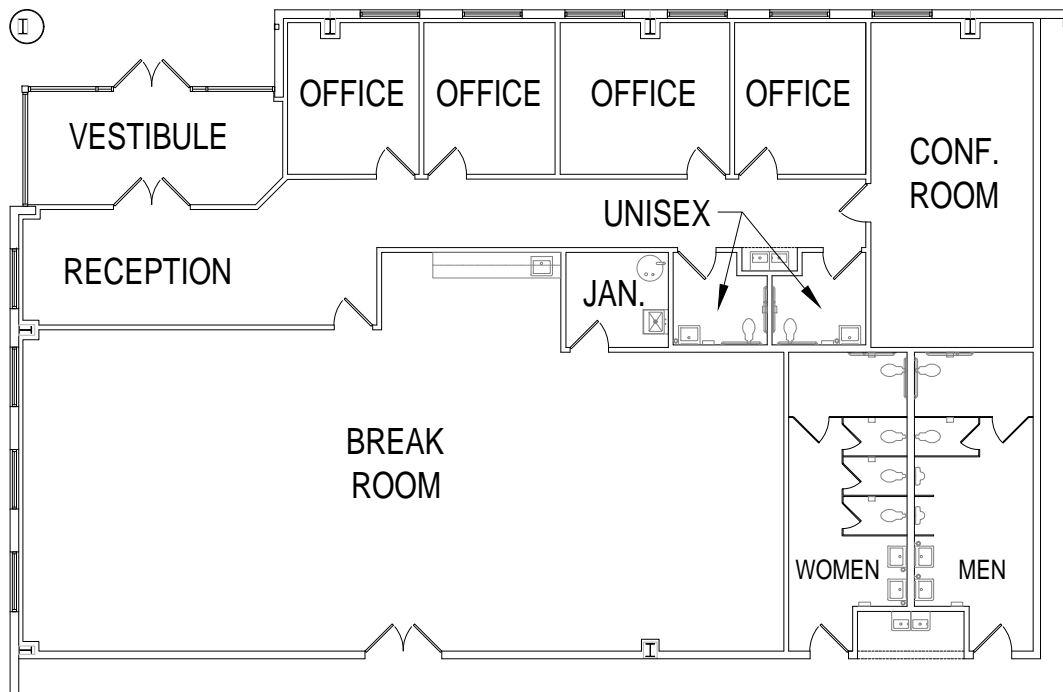 OFFICE
OFFICE
OFFICE
OFFICE
VESTIBULE
CONF.
ROOM
UNISEX
RECEPTION
JAN.
BREAK
ROOM
WOMEN
MEN